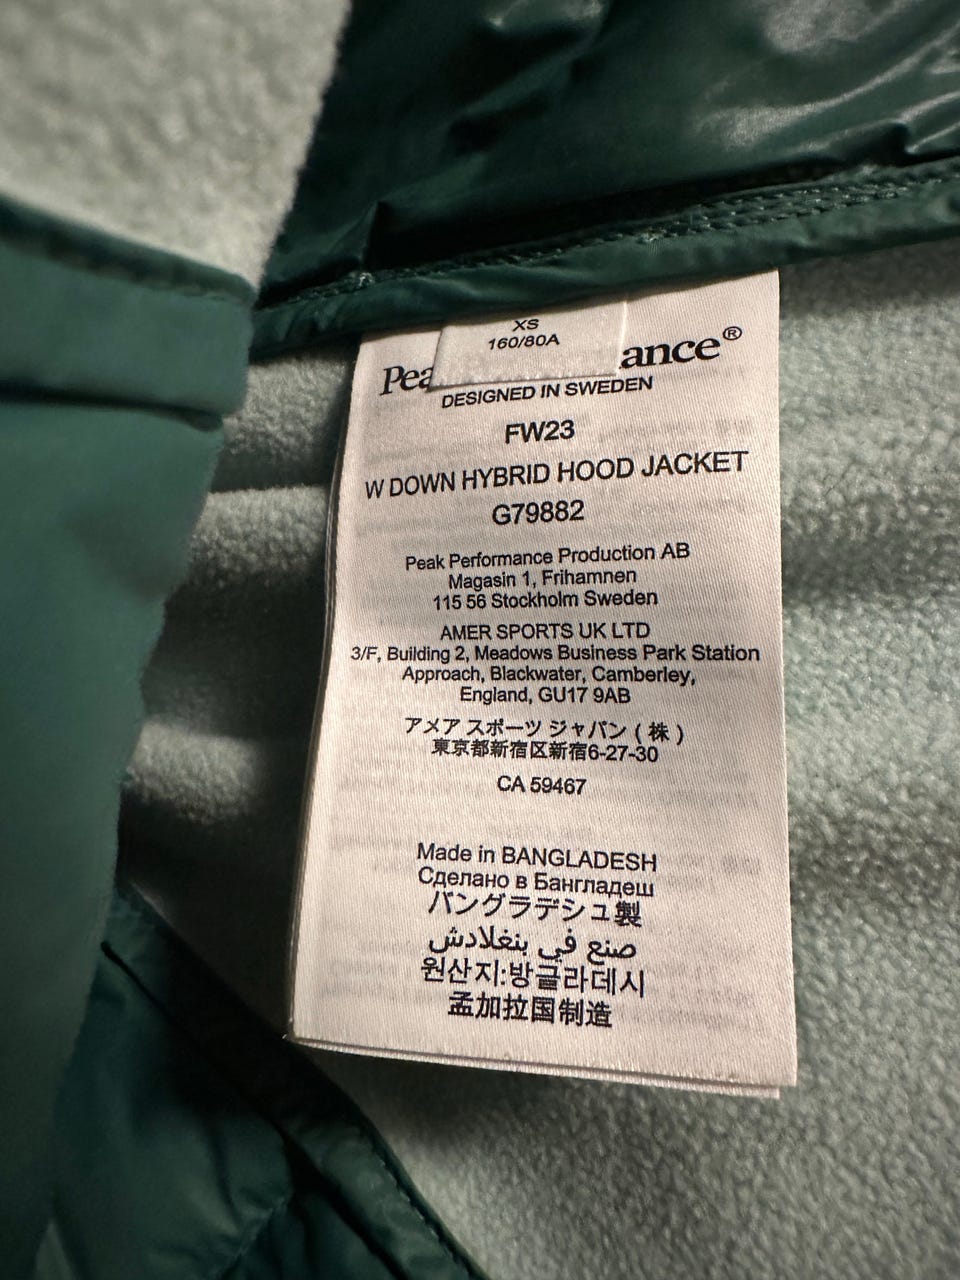 XS
160/80A
ance®
DESIGNED IN SWEDEN
FW23
W DOWN HYBRID HOOD JACKET
G79882
Peak Performance Production AB
Magasin 1, Frihamnen
115 56 Stockholm Sweden
AMER SPORTS UK LTD
3/F, Building 2, Meadows Business Park Station
Approach, Blackwater, Camberley,
England, GU17 9AB
アメア スポーツ ジャパン ( 株 )
東京都新宿区新宿6-27-30
CA 59467
Made in BANGLADESH
Сделано в Бангладеш
バングラデシュ製
صنع في بنغلادش
원산지:방글라데시
孟加拉国制造